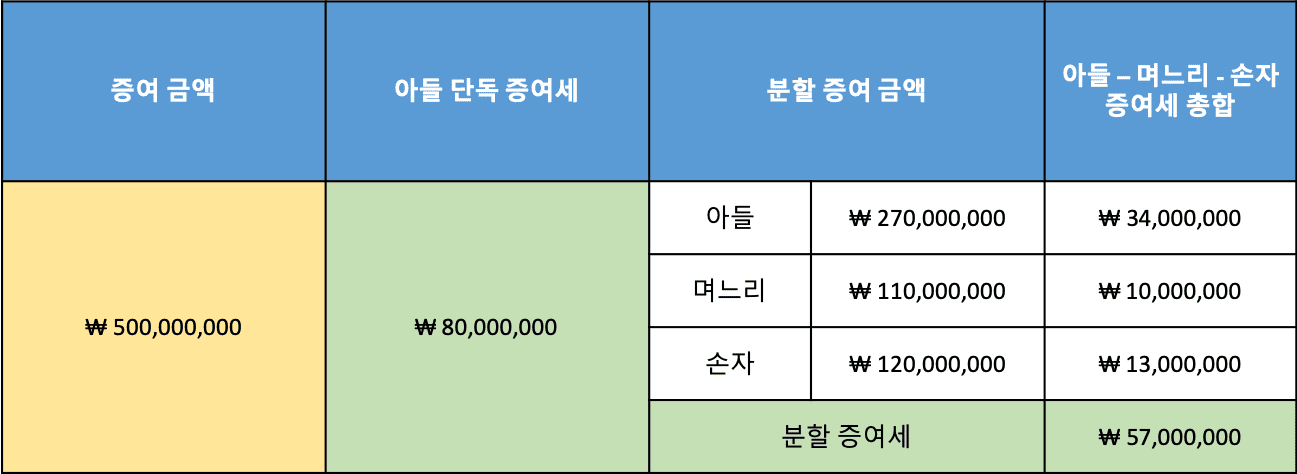 증여 금액
아들 단독 증여세
분할 증여 금액
아들 – 며느리 - 손자
증여세 총합
₩ 500,000,000
₩ 80,000,000
아들
₩ 270,000,000
₩ 34,000,000
며느리
₩ 110,000,000
₩ 10,000,000
손자
₩ 120,000,000
₩ 13,000,000
분할 증여세
₩ 57,000,000